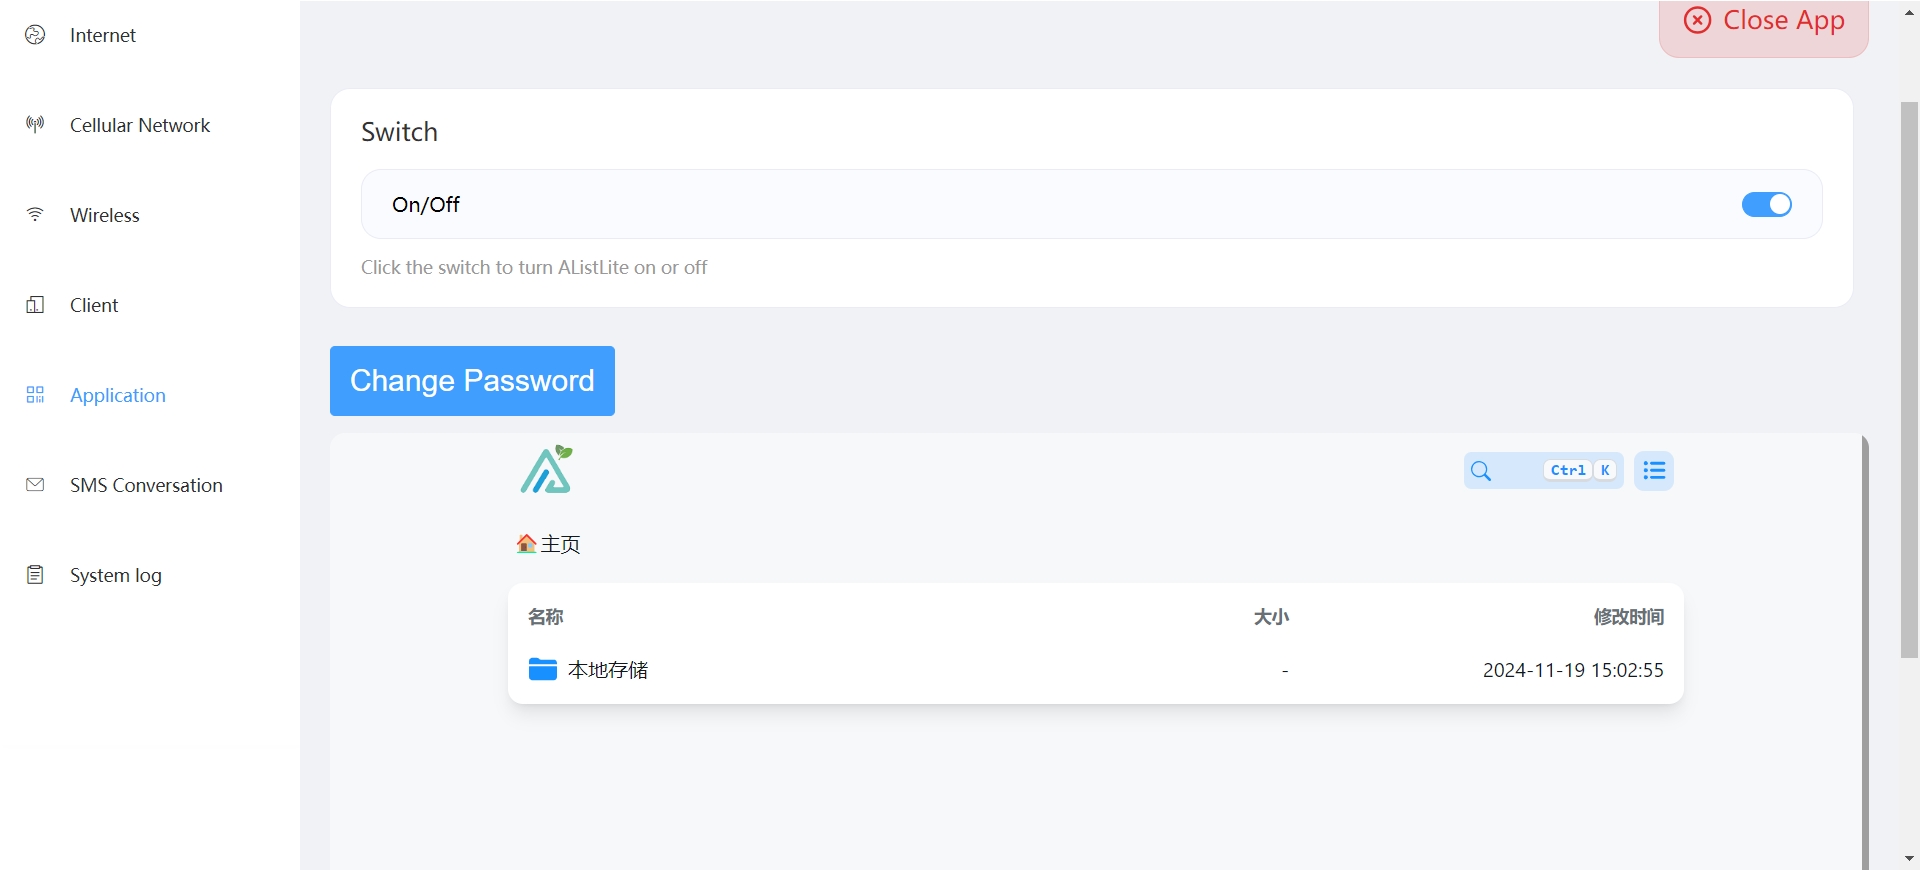 Internet
Cellular Network
Wireless
Client
Application
SMS Conversation
System log
Close App
Switch
On/Off
Click the switch to turn AListLite on or off
Change Password
Ctrl K
主页
名称 大小 修改时间
本地存储 - 2024-11-19 15:02:55